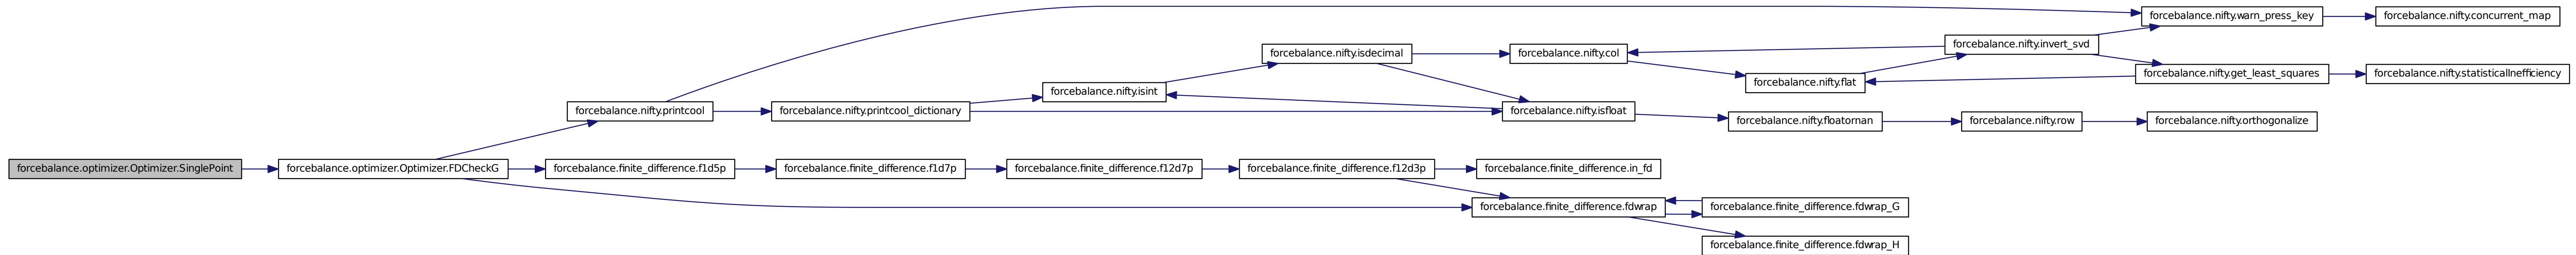 forcebalance.nifty.warn_press_key
forcebalance.nifty.concurrent_map
forcebalance.nifty.isdecimal
forcebalance.nifty.col
forcebalance.nifty.invert_svd
forcebalance.nifty.flat
forcebalance.nifty.get_least_squares
forcebalance.nifty.statisticalInefficiency
forcebalance.nifty.isint
forcebalance.nifty.printcool
forcebalance.nifty.printcool_dictionary
forcebalance.nifty.isfloat
forcebalance.nifty.floatornan
forcebalance.nifty.row
forcebalance.nifty.orthogonalize
forcebalance.optimizer.Optimizer.SinglePoint
forcebalance.optimizer.Optimizer.FDCheckG
forcebalance.finite_difference.f1d5p
forcebalance.finite_difference.f1d7p
forcebalance.finite_difference.f12d7p
forcebalance.finite_difference.f12d3p
forcebalance.finite_difference.in_fd
forcebalance.finite_difference.fdwrap
forcebalance.finite_difference.fdwrap_G
forcebalance.finite_difference.fdwrap_H